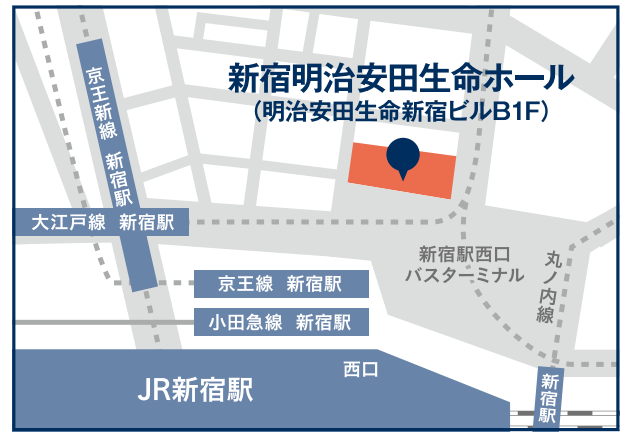 新宿明治安田生命ホール
（明治安田生命新宿ビルB1F）
京王新線 新宿駅
大江戸線 新宿駅
新宿駅西口
バスターミナル
丸ノ内線
京王線 新宿駅
小田急線 新宿駅
西口
JR新宿駅
新宿駅